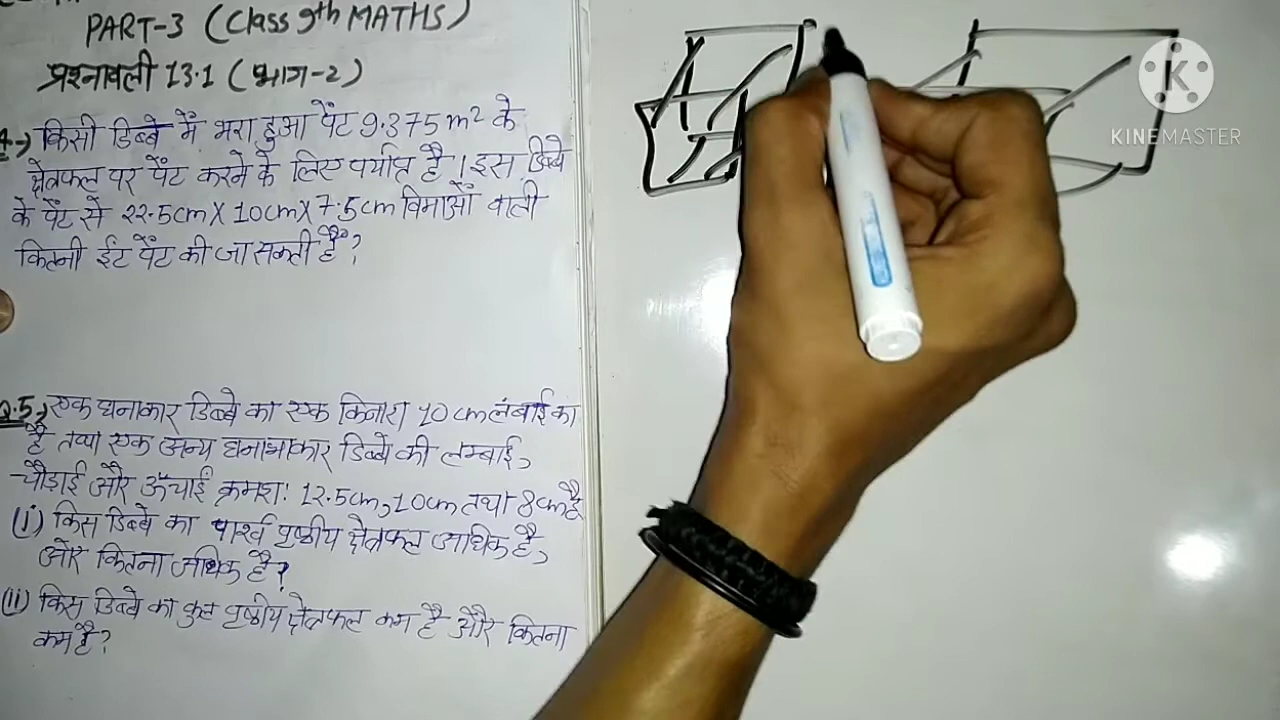 PART-3 (Class 9th MATHS)
प्रश्नावली 13.1 (भाग-2)
किसी डिब्बे में भरा हुआ पेंट 9.375 m² के
क्षेत्रफल पर पेंट करने के लिए पर्याप्त है। इस डिब्बे
के पेंट से 22.5cm X 10cm X 7.5cm विमाओं वाली
कितनी ईंट पेंट की जा सकती हैं?
Q.5→ एक घनाकार डिब्बे का एक किनारा 10 cm लंबाई का
है तथा एक अन्य घनाभाकार डिब्बे की लम्बाई,
चौड़ाई और ऊँचाई क्रमश: 12.5cm, 10cm तथा 8cm है
(i) किस डिब्बे का पार्श्व पृष्ठीय क्षेत्रफल अधिक है,
और कितना अधिक है?
(ii) किस डिब्बे का कुल पृष्ठीय क्षेत्रफल कम है और कितना
कम है?
K
KINEMASTER